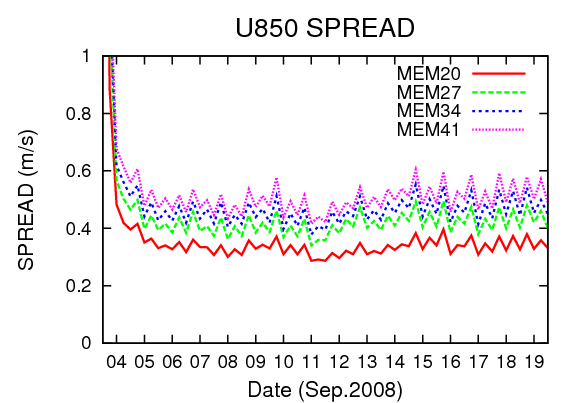 U850 SPREAD
MEM20
MEM27
MEM34
MEM41
1
0.8
0.6
0.4
0.2
0
SPREAD (m/s)
04 05 06 07 08 09 10 11 12 13 14 15 16 17 18 19
Date (Sep.2008)